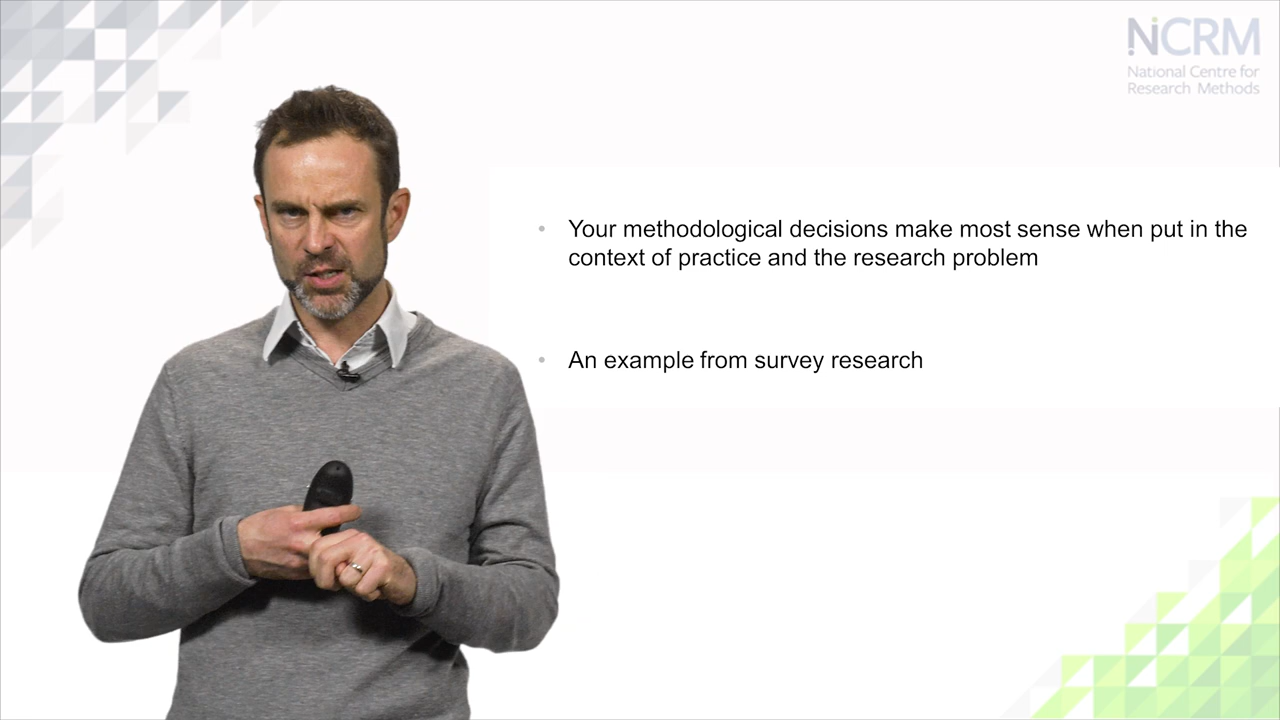 NCRM
National Centre for
Research Methods
• Your methodological decisions make most sense when put in the
context of practice and the research problem
• An example from survey research